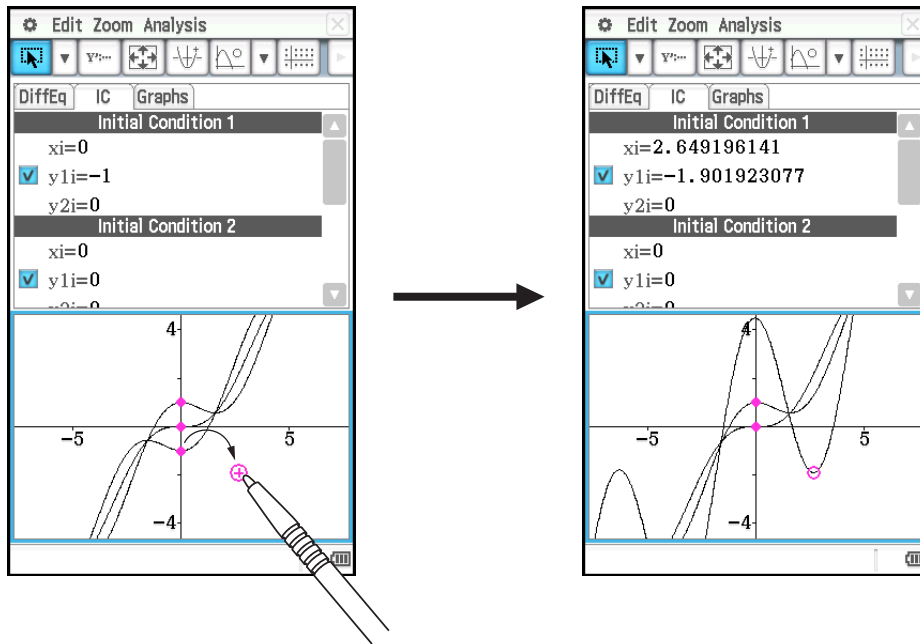 Edit Zoom Analysis
DiffEq IC Graphs
Initial Condition 1
xi=0
y1i=-1
y2i=0
Initial Condition 2
xi=0
y1i=0
4
-5 5
-4
Edit Zoom Analysis
DiffEq IC Graphs
Initial Condition 1
xi=2.649196141
y1i=-1.901923077
y2i=0
Initial Condition 2
xi=0
y1i=0
4
-5 5
-4